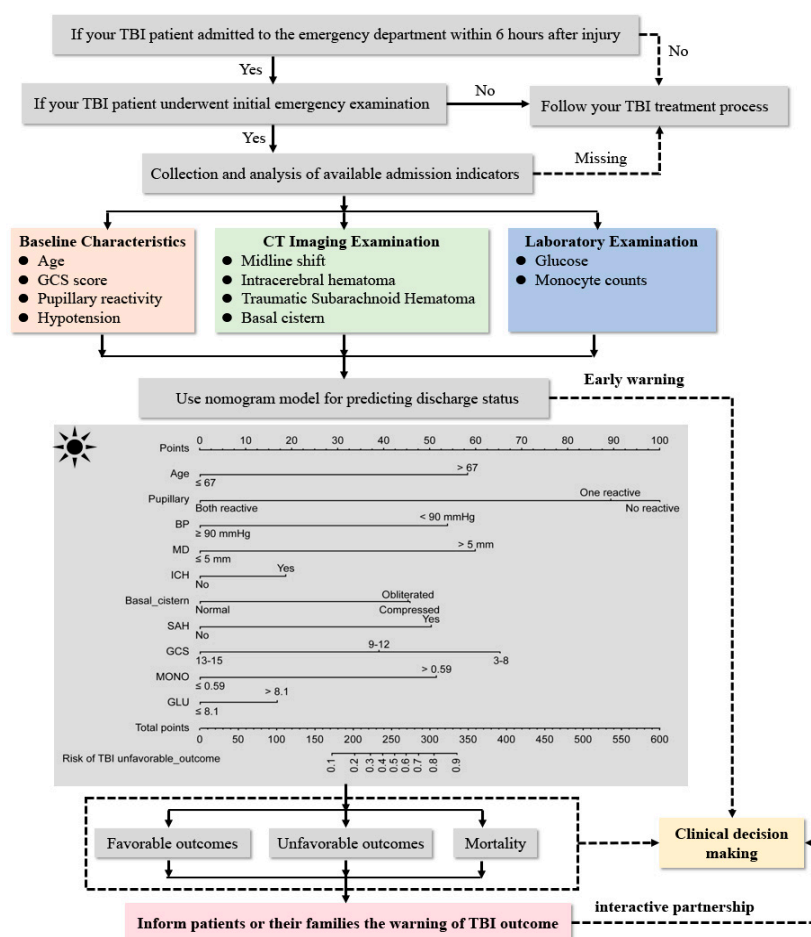 If your TBI patient admitted to the emergency department within 6 hours after injury
No
Yes
If your TBI patient underwent initial emergency examination
No
Follow your TBI treatment process
Yes
Missing
Collection and analysis of available admission indicators
Baseline Characteristics
● Age
● GCS score
● Pupillary reactivity
● Hypotension
CT Imaging Examination
● Midline shift
● Intracerebral hematoma
● Traumatic Subarachnoid Hematoma
● Basal cistern
Laboratory Examination
● Glucose
● Monocyte counts
Early warning
Use nomogram model for predicting discharge status
Points
0 10 20 30 40 50 60 70 80 90 100
Age
≤ 67
> 67
Pupillary
Both reactive
One reactive
No reactive
BP
≥ 90 mmHg
< 90 mmHg
MD
≤ 5 mm
> 5 mm
ICH
No
Yes
Basal_cistern
Normal
Obliterated
Compressed
SAH
No
Yes
GCS
13-15
9-12
3-8
MONO
≤ 0.59
> 0.59
GLU
≤ 8.1
> 8.1
Total points
0 50 100 150 200 250 300 350 400 450 500 550 600
Risk of TBI unfavorable_outcome
0.1 0.2 0.3 0.4 0.5 0.6 0.7 0.8 0.9
Favorable outcomes
Unfavorable outcomes
Mortality
Clinical decision
making
Inform patients or their families the warning of TBI outcome
interactive partnership